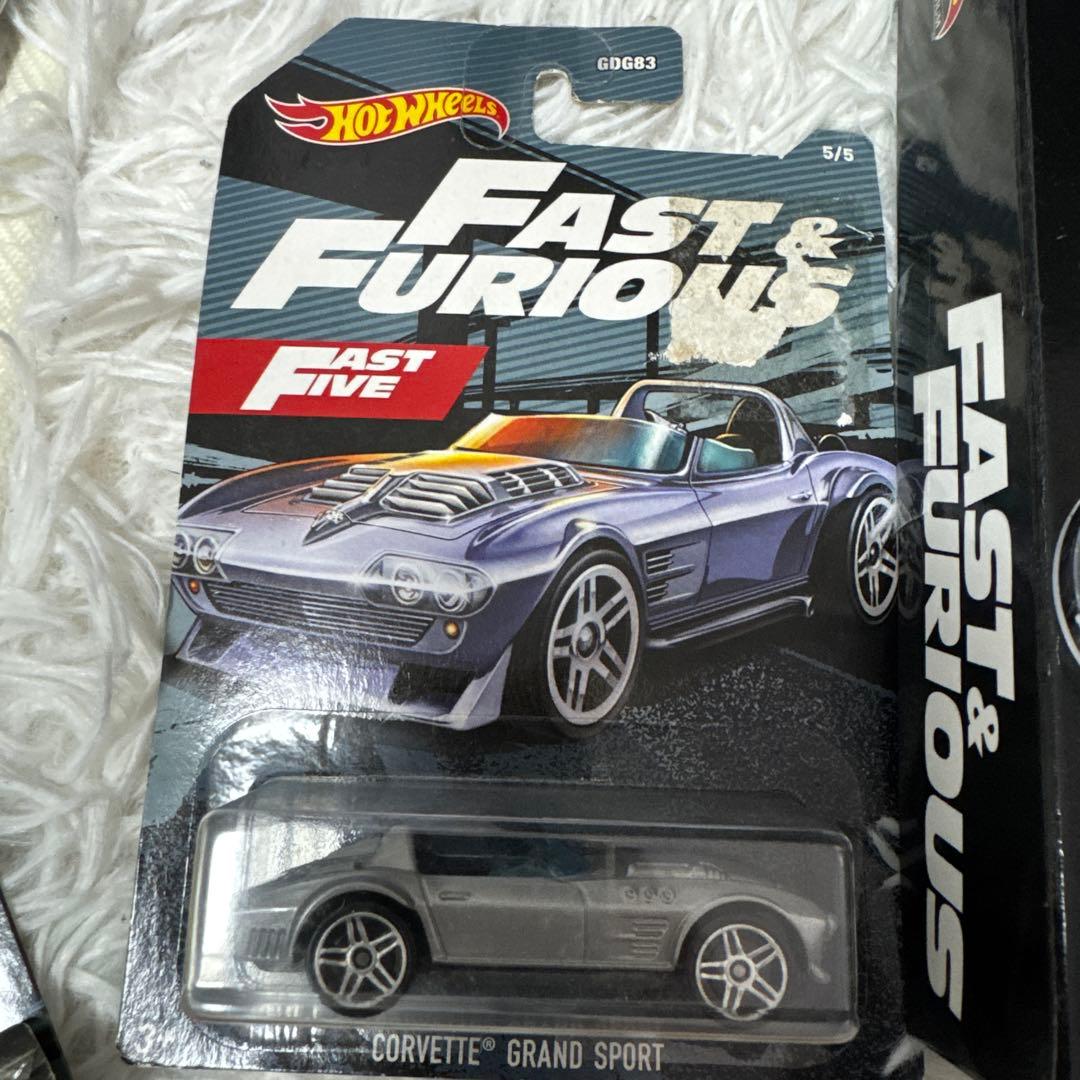 GDG83
HOT WHEELS
5/5
FAST &
FURIOUS
FAST
FIVE
CORVETTE® GRAND SPORT
FAST &
FURIOUS